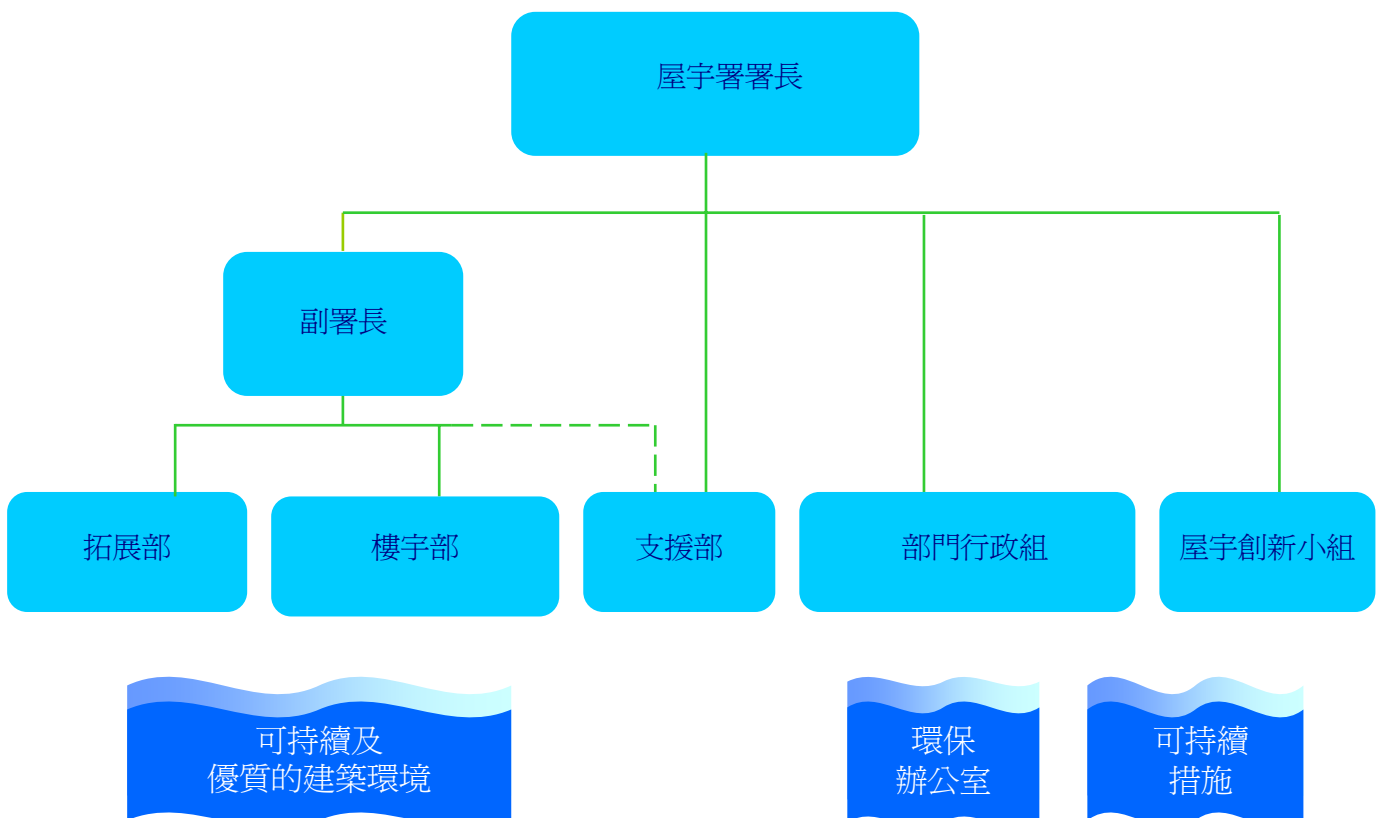 屋宇署署長
副署長
拓展部
樓宇部
支援部
部門行政組
屋宇創新小組
可持續及
優質的建築環境
環保
辦公室
可持續
措施